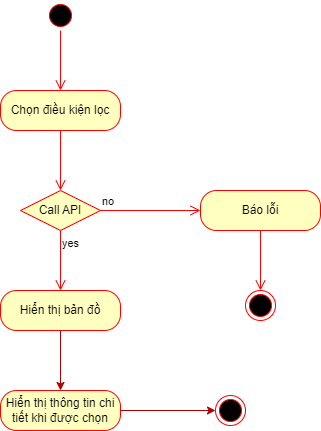 Chọn điều kiện lọc
Call API
no
Báo lỗi
yes
Hiển thị bản đồ
Hiển thị thông tin chi
tiết khi được chọn